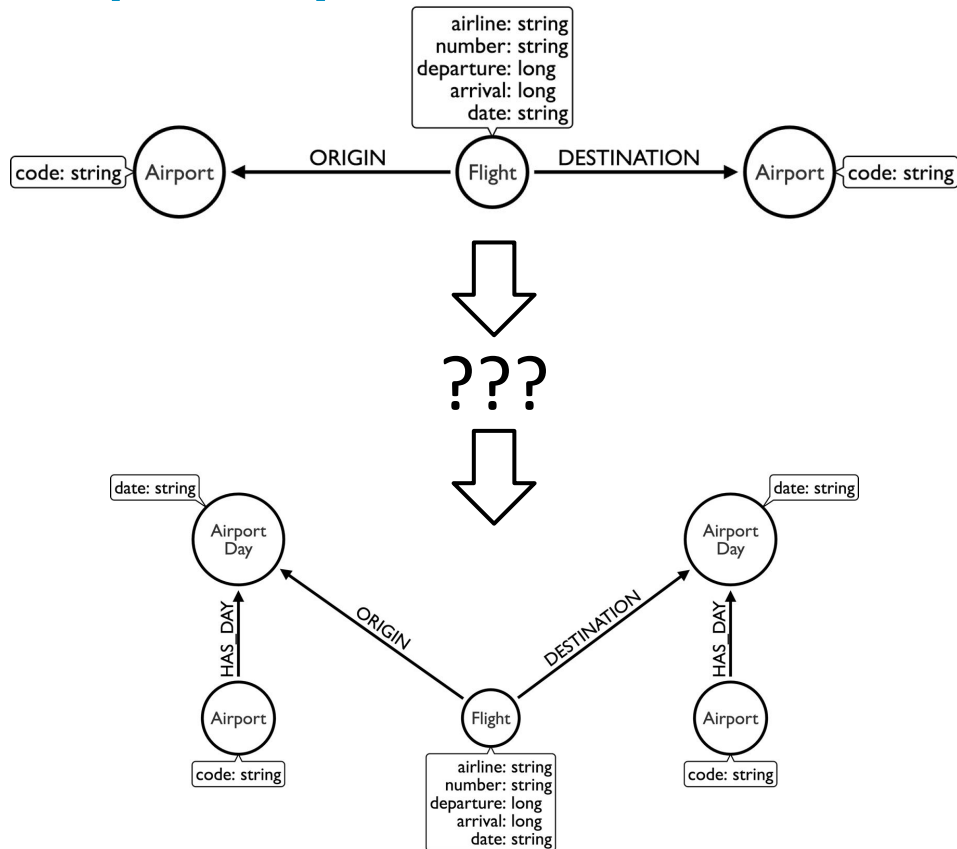 airline: string
number: string
departure: long
arrival: long
date: string
code: string
Airport
ORIGIN
Flight
DESTINATION
Airport
code: string
???
date: string
date: string
Airport
Day
Airport
Day
HAS_DAY
ORIGIN
DESTINATION
HAS_DAY
Airport
Flight
Airport
code: string
code: string
airline: string
number: string
departure: long
arrival: long
date: string